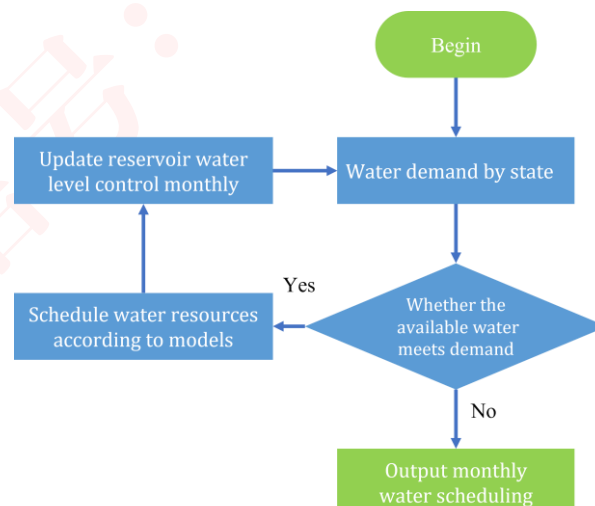 Begin
Update reservoir water
level control monthly
Water demand by state
Yes
Schedule water resources
according to models
Whether the
available water
meets demand
No
Output monthly
water scheduling